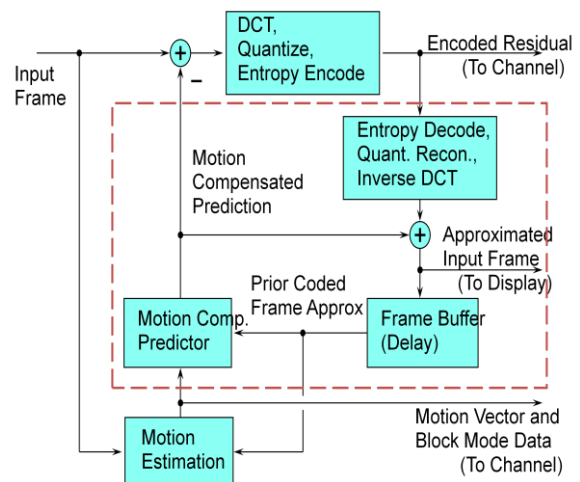 DCT,
Quantize,
Entropy Encode
+
–
Input
Frame
Encoded Residual
(To Channel)
Entropy Decode,
Quant. Recon.,
Inverse DCT
Motion
Compensated
Prediction
+
Approximated
Input Frame
(To Display)
Prior Coded
Frame Approx
Motion Comp.
Predictor
Frame Buffer
(Delay)
Motion
Estimation
Motion Vector and
Block Mode Data
(To Channel)